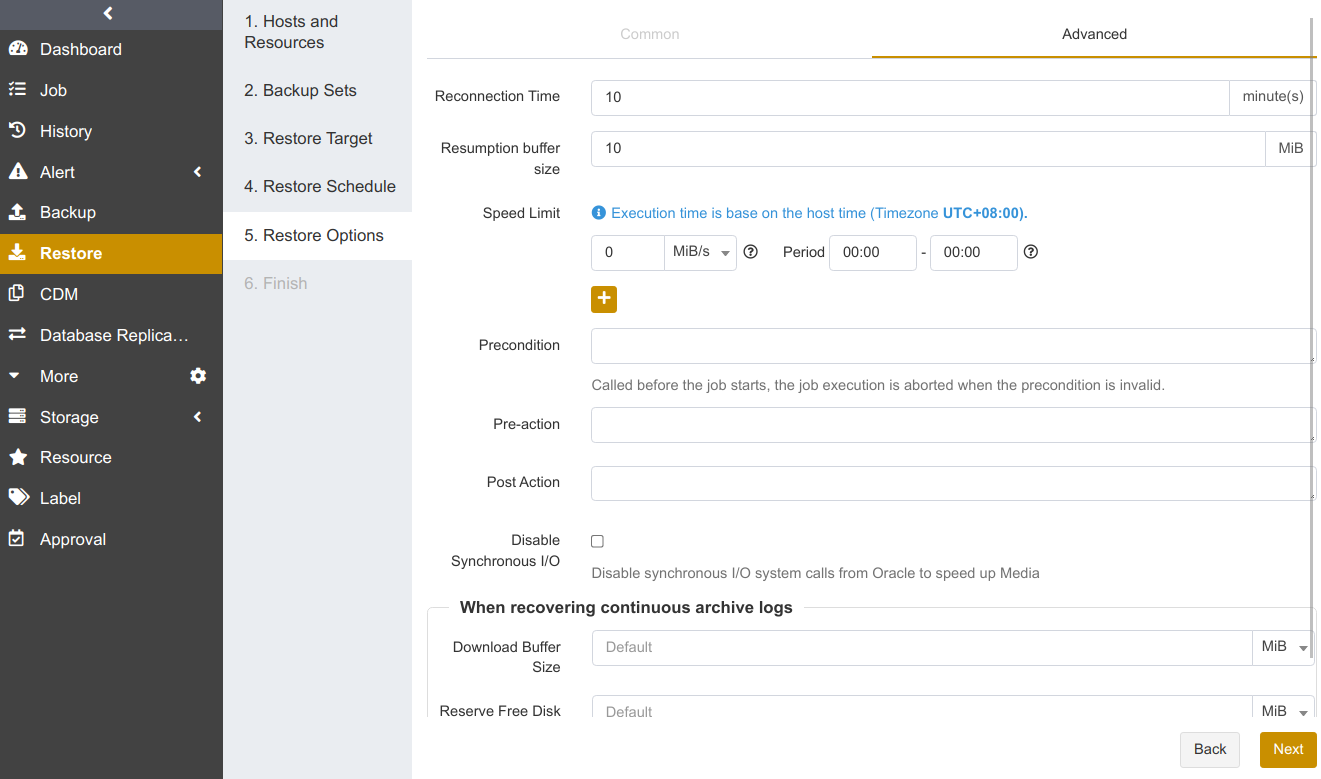 Dashboard
Job
History
Alert
Backup
Restore
CDM
Database Replica…
More
Storage
Resource
Label
Approval
1. Hosts and
Resources
2. Backup Sets
3. Restore Target
4. Restore Schedule
5. Restore Options
6. Finish
Common
Advanced
Reconnection Time
10
minute(s)
Resumption buffer
size
10
MiB
Speed Limit
Execution time is base on the host time (Timezone UTC+08:00).
0
MiB/s
Period
00:00
-
00:00
Precondition
Called before the job starts, the job execution is aborted when the precondition is invalid.
Pre-action
Post Action
Disable
Synchronous I/O
Disable synchronous I/O system calls from Oracle to speed up Media
When recovering continuous archive logs
Download Buffer
Size
Default
MiB
Reserve Free Disk
Default
MiB
Back
Next